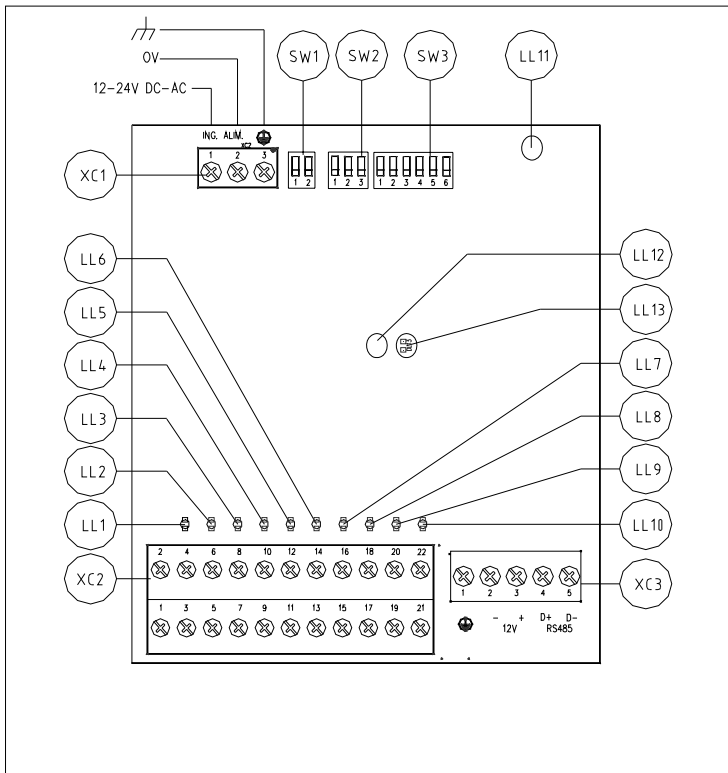 SW1 SW2 SW3 LL11
0V
12-24V DC-AC
ING. ALIM.
XC2
1 2 3
1 2
1 2 3
1 2 3 4 5 6
XC1
LL6
LL12
LL5
LL13
LL4
LL7
LL3
LL8
LL2
LL9
LL1
LL10
2 4 6 8 10 12 14 16 18 20 22
XC2
XC3
1 2 3 4 5
1 3 5 7 9 11 13 15 17 19 21
- + D+ D-
12V RS485